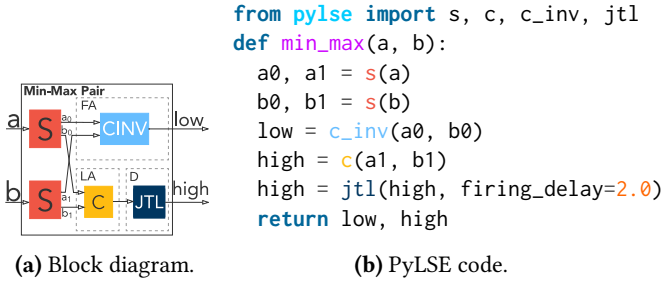 Min-Max Pair
FA
a
S
a0
b0
CINV
low
b
S
a1
b1
LA
C
D
JTL
high
(a) Block diagram.
from pylse import s, c, c_inv, jtl
def min_max(a, b):
a0, a1 = s(a)
b0, b1 = s(b)
low = c_inv(a0, b0)
high = c(a1, b1)
high = jtl(high, firing_delay=2.0)
return low, high
(b) PyLSE code.